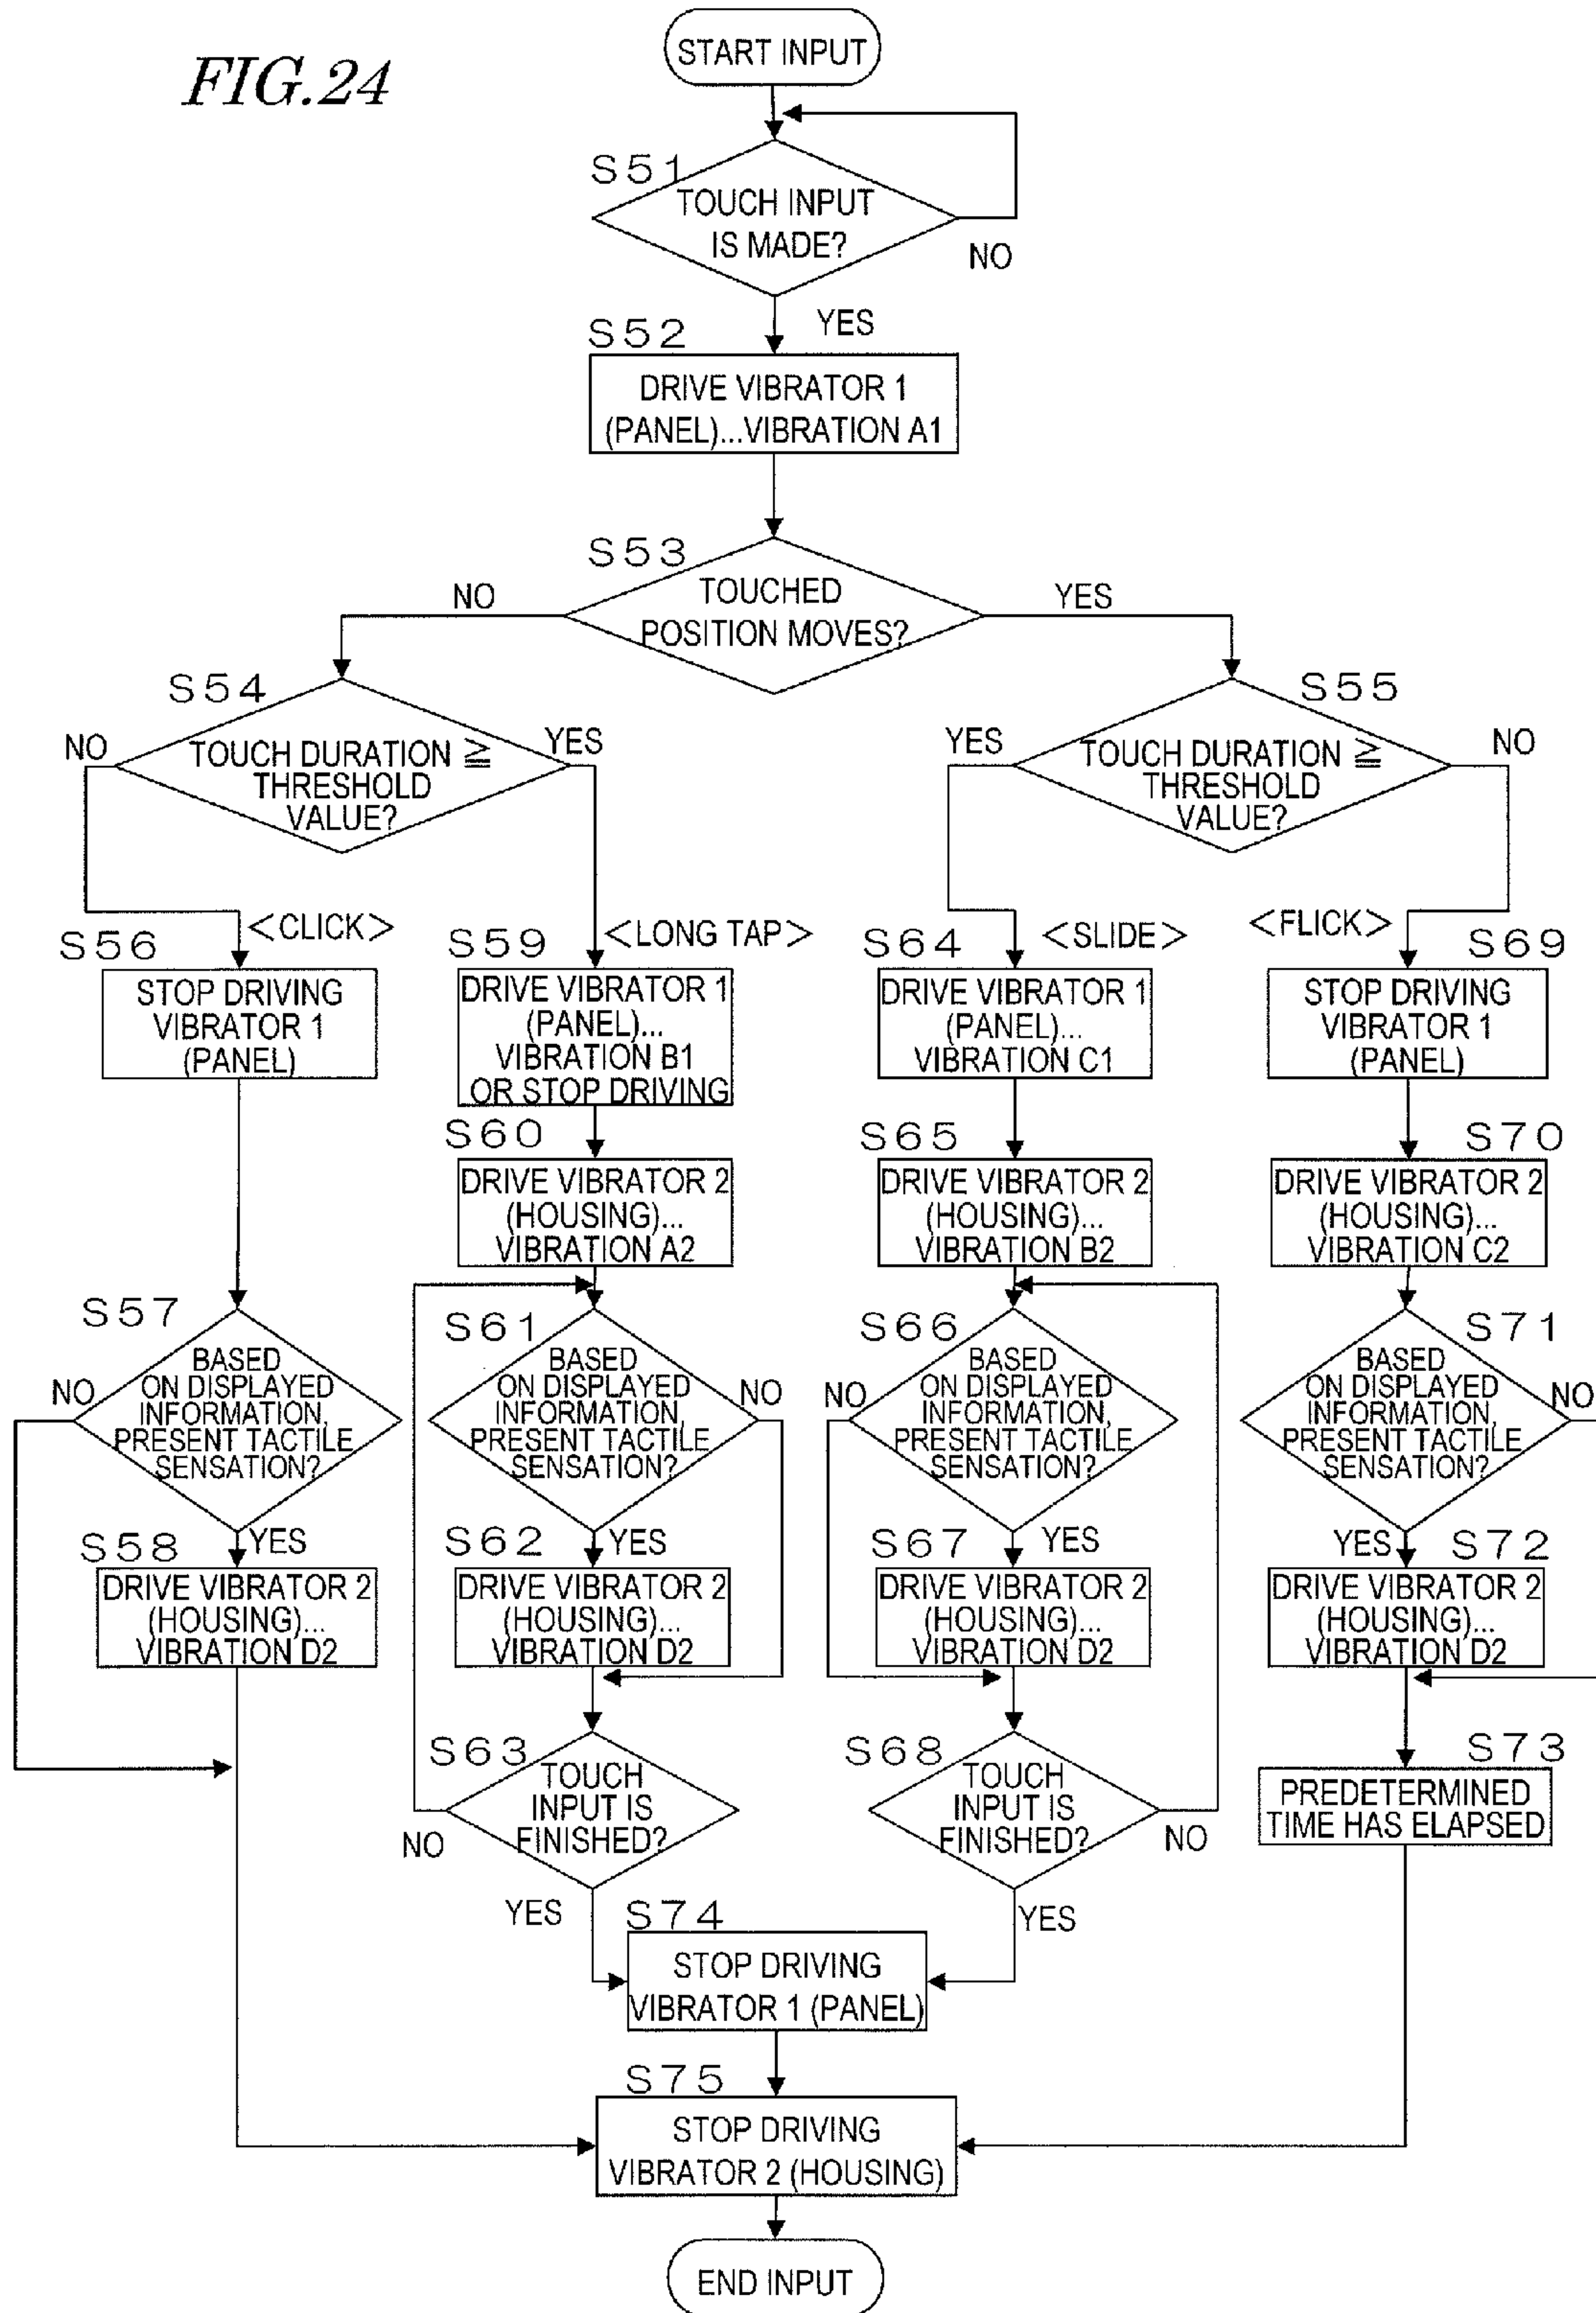 FIG.24
START INPUT
S51
TOUCH INPUT
IS MADE?
NO
YES
S52
DRIVE VIBRATOR 1
(PANEL)...VIBRATION A1
S53
TOUCHED
POSITION MOVES?
NO
YES
S54
TOUCH DURATION ≧
THRESHOLD
VALUE?
NO
YES
S55
TOUCH DURATION ≧
THRESHOLD
VALUE?
YES
NO
<CLICK>
S56
STOP DRIVING
VIBRATOR 1
(PANEL)
S57
BASED
ON DISPLAYED
INFORMATION,
PRESENT TACTILE
SENSATION?
NO
YES
S58
DRIVE VIBRATOR 2
(HOUSING)...
VIBRATION D2
<LONG TAP>
S59
DRIVE VIBRATOR 1
(PANEL)...
VIBRATION B1
OR STOP DRIVING
S60
DRIVE VIBRATOR 2
(HOUSING)...
VIBRATION A2
S61
BASED
ON DISPLAYED
INFORMATION,
PRESENT TACTILE
SENSATION?
NO
YES
S62
DRIVE VIBRATOR 2
(HOUSING)...
VIBRATION D2
S63
TOUCH
INPUT IS
FINISHED?
NO
YES
<SLIDE>
S64
DRIVE VIBRATOR 1
(PANEL)...
VIBRATION C1
S65
DRIVE VIBRATOR 2
(HOUSING)...
VIBRATION B2
S66
BASED
ON DISPLAYED
INFORMATION,
PRESENT TACTILE
SENSATION?
NO
YES
S67
DRIVE VIBRATOR 2
(HOUSING)...
VIBRATION D2
S68
TOUCH
INPUT IS
FINISHED?
NO
YES
<FLICK>
S69
STOP DRIVING
VIBRATOR 1
(PANEL)
S70
DRIVE VIBRATOR 2
(HOUSING)...
VIBRATION C2
S71
BASED
ON DISPLAYED
INFORMATION,
PRESENT TACTILE
SENSATION?
NO
YES
S72
DRIVE VIBRATOR 2
(HOUSING)...
VIBRATION D2
S73
PREDETERMINED
TIME HAS ELAPSED
S74
STOP DRIVING
VIBRATOR 1 (PANEL)
S75
STOP DRIVING
VIBRATOR 2 (HOUSING)
END INPUT